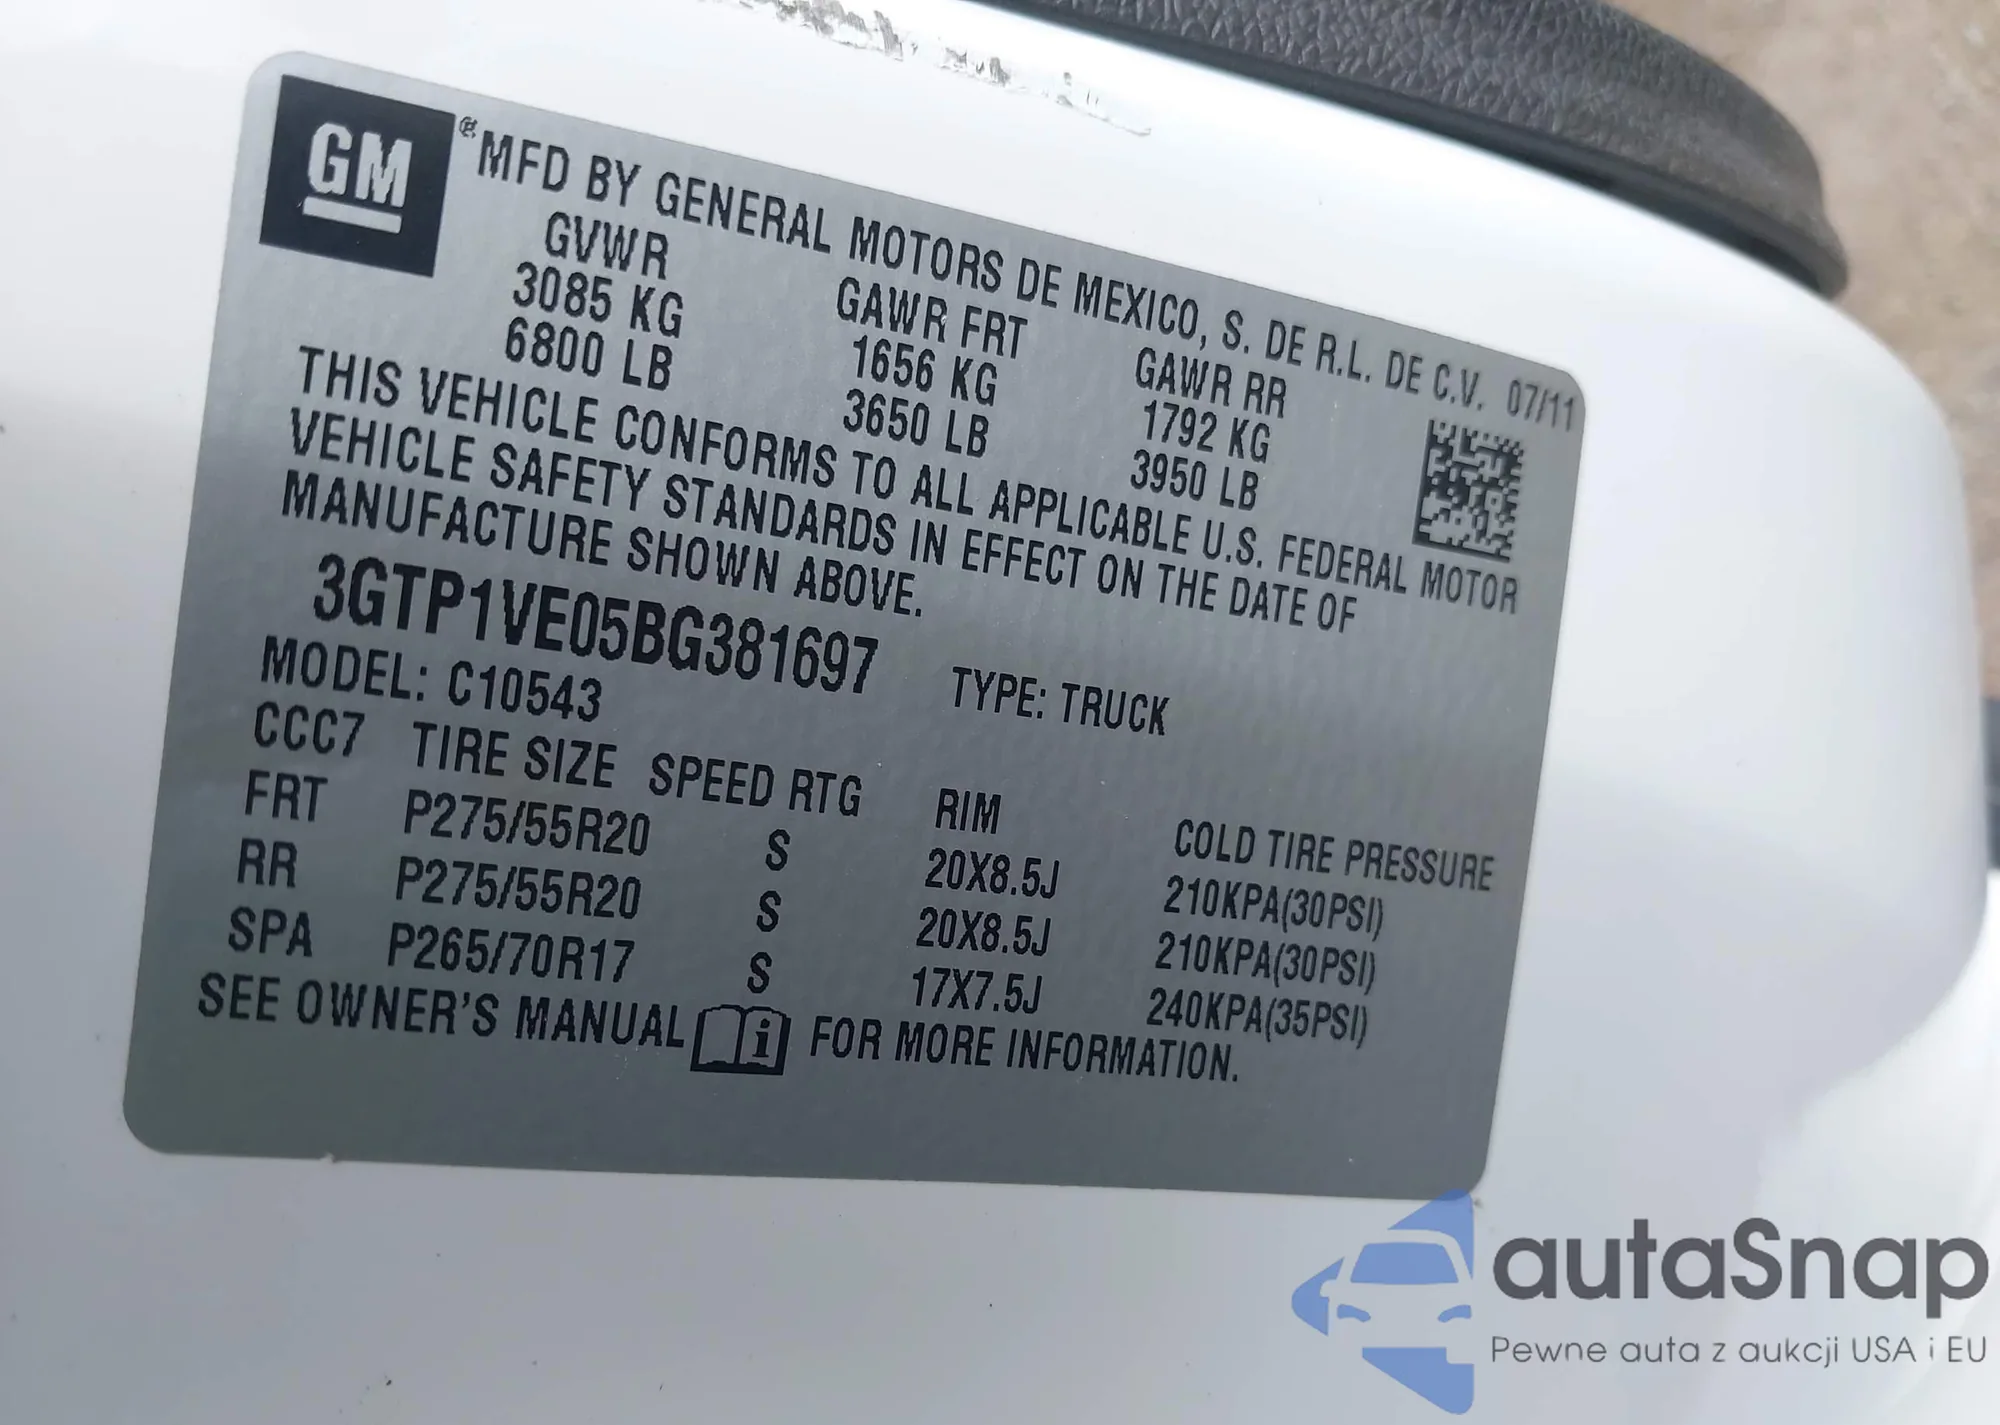 GM
® MFD BY GENERAL MOTORS DE MEXICO, S. DE R.L. DE C.V. 07/11
GVWR GAWR FRT GAWR RR
3085 KG 1656 KG 1792 KG
6800 LB 3650 LB 3950 LB
THIS VEHICLE CONFORMS TO ALL APPLICABLE U.S. FEDERAL MOTOR
VEHICLE SAFETY STANDARDS IN EFFECT ON THE DATE OF
MANUFACTURE SHOWN ABOVE.
3GTP1VE05BG381697 TYPE: TRUCK
MODEL: C10543
CCC7 TIRE SIZE SPEED RTG RIM COLD TIRE PRESSURE
FRT P275/55R20 S 20X8.5J 210KPA(30PSI)
RR P275/55R20 S 20X8.5J 210KPA(30PSI)
SPA P265/70R17 S 17X7.5J 240KPA(35PSI)
SEE OWNER'S MANUAL i FOR MORE INFORMATION.
autaSnap
Pewne auta z aukcji USA i EU